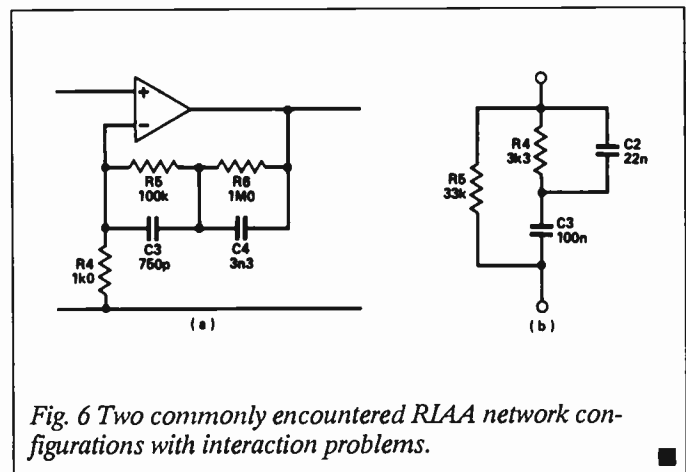 +
−
R5
100k
R6
1M0
C3
750p
C4
3n3
R4
1k0
(a)
R5
33k
R4
3k3
C2
22n
C3
100n
(b)
Fig. 6 Two commonly encountered RIAA network con-
figurations with interaction problems.